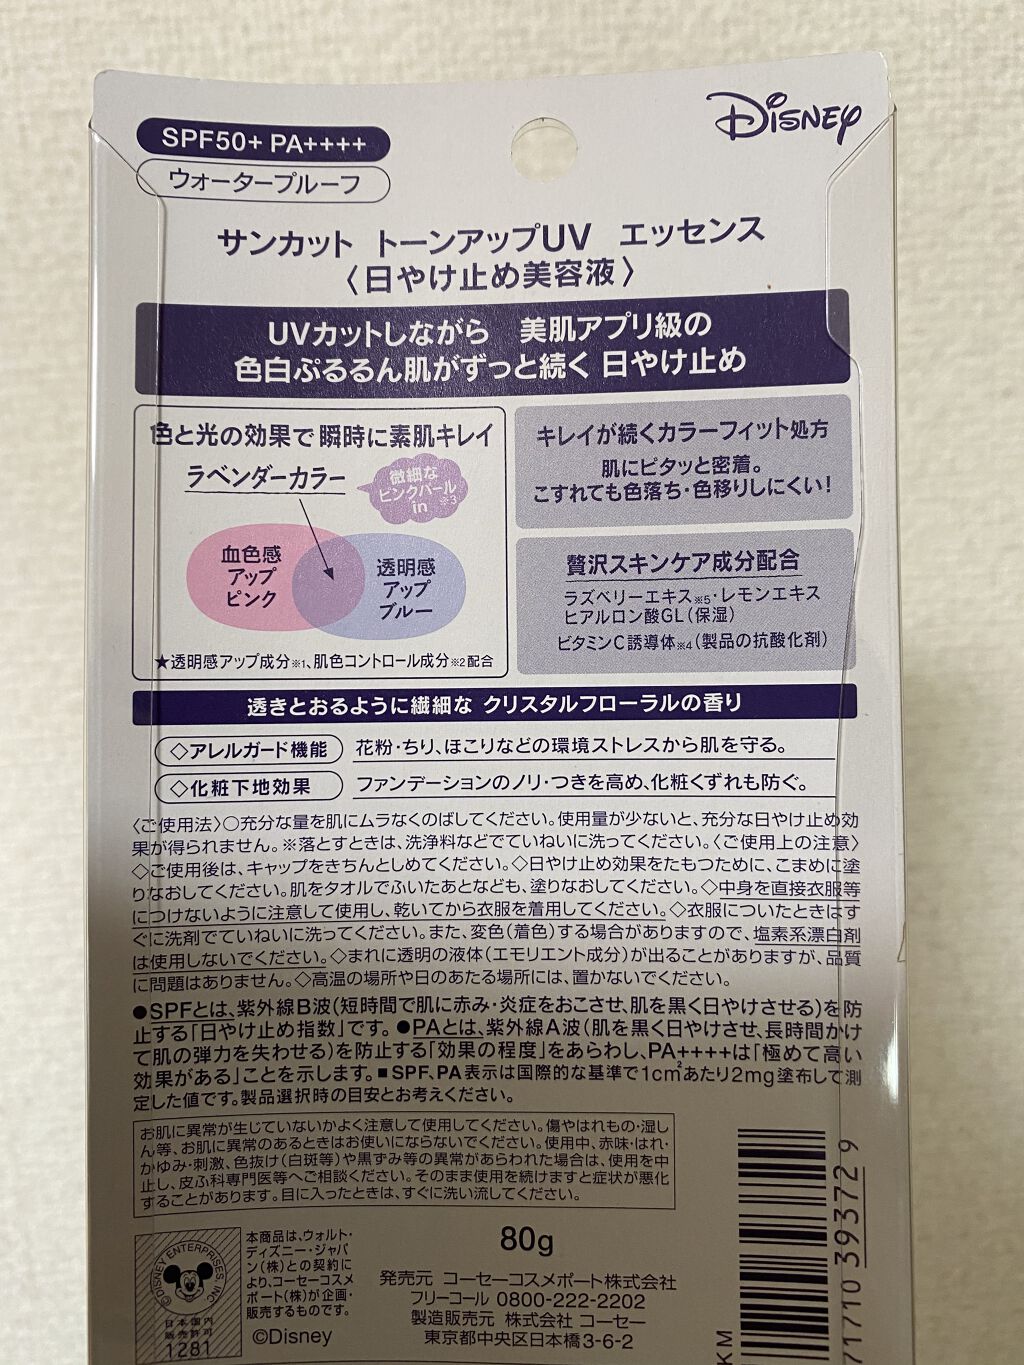 SPF50+ PA++++
ウォータープルーフ
Disney
サンカット トーンアップUV エッセンス
〈日やけ止め美容液〉
UVカットしながら 美肌アプリ級の
色白ぷるるん肌がずっと続く 日やけ止め
色と光の効果で瞬時に素肌キレイ
ラベンダーカラー
微細な
ピンクパール
※3
in
血色感
アップ
ピンク
透明感
アップ
ブルー
★透明感アップ成分※1、肌色コントロール成分※2配合
キレイが続くカラーフィット処方
肌にピタッと密着。
こすれても色落ち・色移りしにくい!
贅沢スキンケア成分配合
ラズベリーエキス※5・レモンエキス
ヒアルロン酸GL(保湿)
ビタミンC誘導体※4(製品の抗酸化剤)
透きとおるように繊細な クリスタルフローラルの香り
◇アレルガード機能 花粉・ちり、ほこりなどの環境ストレスから肌を守る。
◇化粧下地効果 ファンデーションのノリ・つきを高め、化粧くずれも防ぐ。
〈ご使用法〉○充分な量を肌にムラなくのばしてください。使用量が少ないと、充分な日やけ止め効
果が得られません。※落とすときは、洗浄料などでていねいに洗ってください。〈ご使用上の注意〉
◇ご使用後は、キャップをきちんとしめてください。◇日やけ止め効果をたもつために、こまめに塗
りなおしてください。肌をタオルでふいたあとなども、塗りなおしてください。◇中身を直接衣服等
につけないように注意して使用し、乾いてから衣服を着用してください。◇衣服についたときはす
ぐに洗剤でていねいに洗ってください。また、変色(着色)する場合がありますので、塩素系漂白剤
は使用しないでください。◇まれに透明の液体(エモリエント成分)が出ることがありますが、品質
に問題はありません。◇高温の場所や日のあたる場所には、置かないでください。
●SPFとは、紫外線B波(短時間で肌に赤み・炎症をおこさせ、肌を黒く日やけさせる)を防
止する「日やけ止め指数」です。●PAとは、紫外線A波(肌を黒く日やけさせ、長時間かけ
て肌の弾力を失わせる)を防止する「効果の程度」をあらわし、PA++++は「極めて高い
効果がある」ことを示します。■SPF、PA表示は国際的な基準で1c㎡あたり2mg塗布して測
定した値です。製品選択時の目安とお考えください。
お肌に異常が生じていないかよく注意して使用してください。傷やはれもの・湿し
ん等、お肌に異常のあるときはお使いにならないでください。使用中、赤味・はれ・
かゆみ・刺激、色抜け(白斑等)や黒ずみ等の異常があらわれた場合は、使用を中
止し、皮ふ科専門医等へご相談ください。そのまま使用を続けますと症状が悪化
することがあります。目に入ったときは、すぐに洗い流してください。
©DISNEY ENTERPRISES, INC.
日本国内
販売許可
1281
本商品は、ウォルト・
ディズニー・ジャパ
ン(株)との契約に
より、コーセーコスメ
ポート(株)が企画・
販売するものです。
©Disney
80g
発売元 コーセーコスメポート株式会社
フリーコール 0800-222-2202
製造販売元 株式会社 コーセー
東京都中央区日本橋3-6-2
KM
71710 39372 9